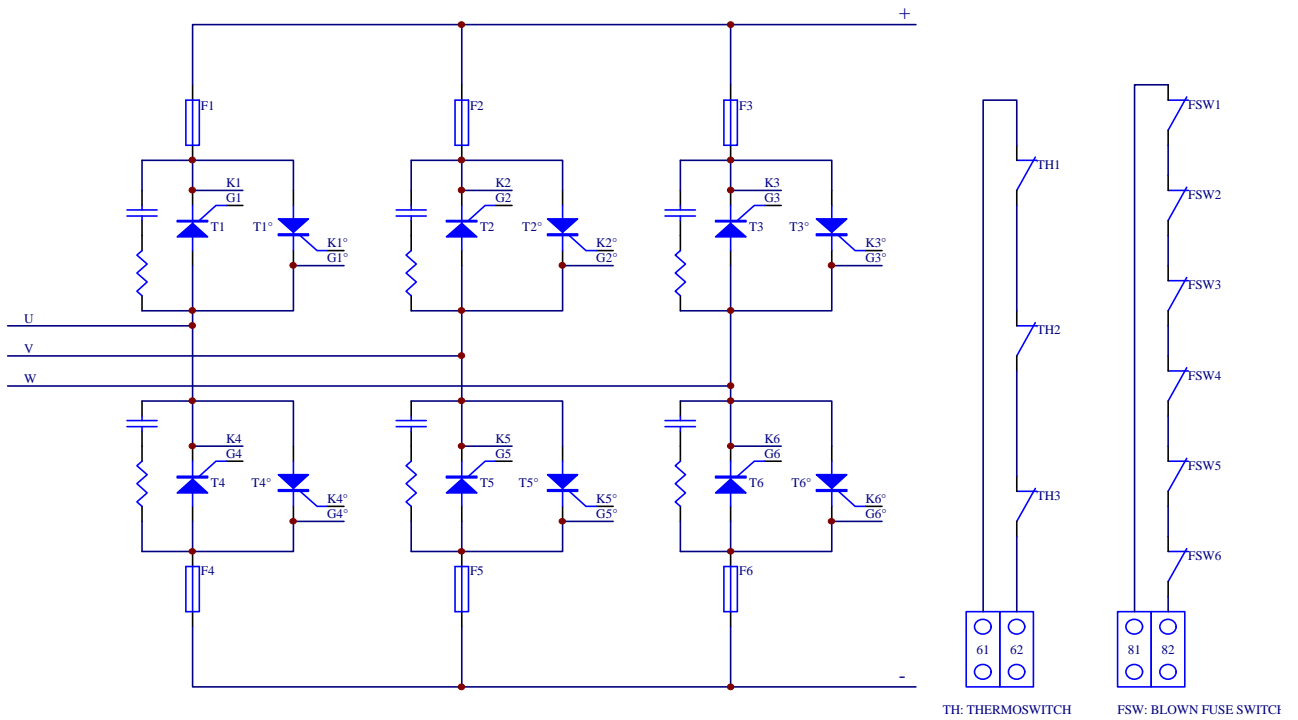 +
F1 F2 F3
K1 K2 K3
G1 G2 G3
T1 T1° T2 T2° T3 T3°
K1° K2° K3°
G1° G2° G3°
U
V
W
K4 K5 K6
G4 G5 G6
T4 T4° T5 T5° T6 T6°
K4° K5° K6°
G4° G5° G6°
F4 F5 F6
-
TH1
TH2
TH3
61 62
TH: THERMOSWITCH
FSW1
FSW2
FSW3
FSW4
FSW5
FSW6
81 82
FSW: BLOWN FUSE SWITCH